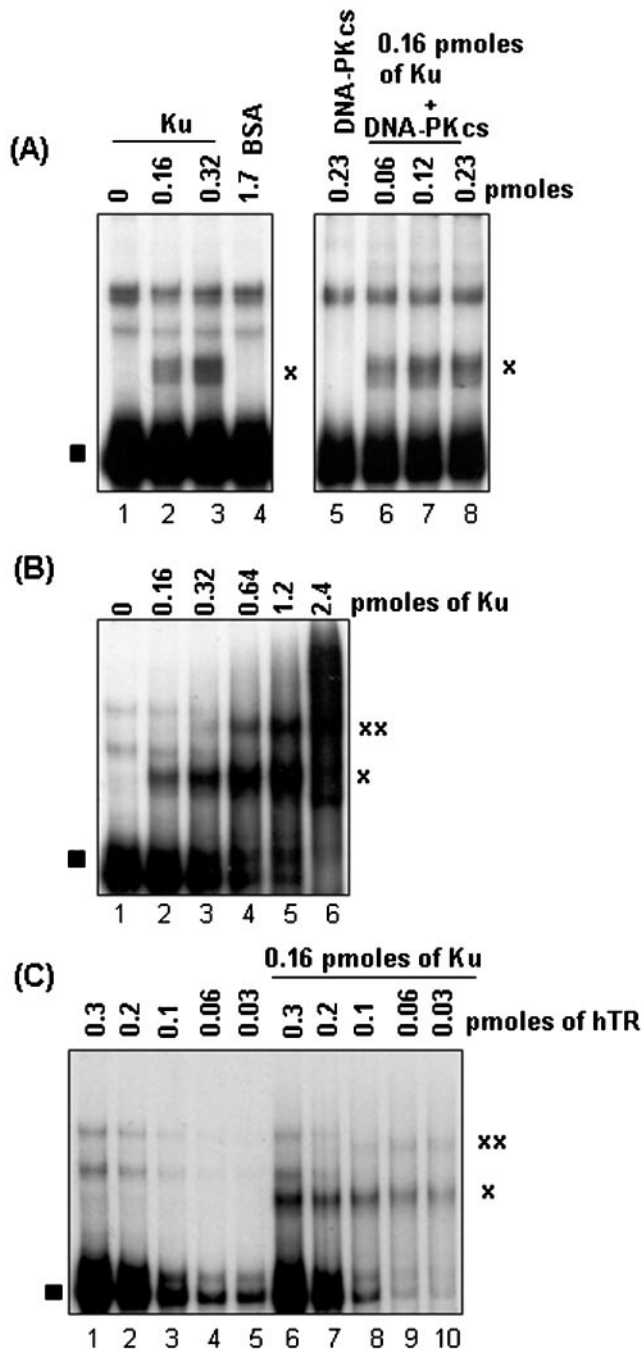 (A)
Ku
BSA
DNA-PKcs
0.16 pmoles
of Ku
+
DNA-PKcs
0 0.16 0.32 1.7 0.23 0.06 0.12 0.23 pmoles
x x
1 2 3 4 5 6 7 8
(B)
0 0.16 0.32 0.64 1.2 2.4 pmoles of Ku
xx
x
1 2 3 4 5 6
(C)
0.16 pmoles of Ku
0.3 0.2 0.1 0.06 0.03 0.3 0.2 0.1 0.06 0.03 pmoles of hTR
xx
x
1 2 3 4 5 6 7 8 9 10